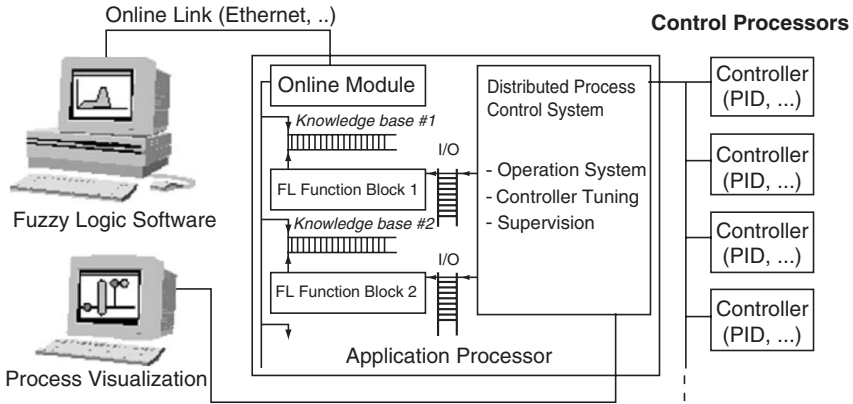 Online Link (Ethernet, ..)
Control Processors
Online Module
Knowledge base #1
FL Function Block 1
I/O
Knowledge base #2
FL Function Block 2
I/O
Distributed Process
Control System
- Operation System
- Controller Tuning
- Supervision
Application Processor
Fuzzy Logic Software
Process Visualization
Controller
(PID, ...)
Controller
(PID, ...)
Controller
(PID, ...)
Controller
(PID, ...)